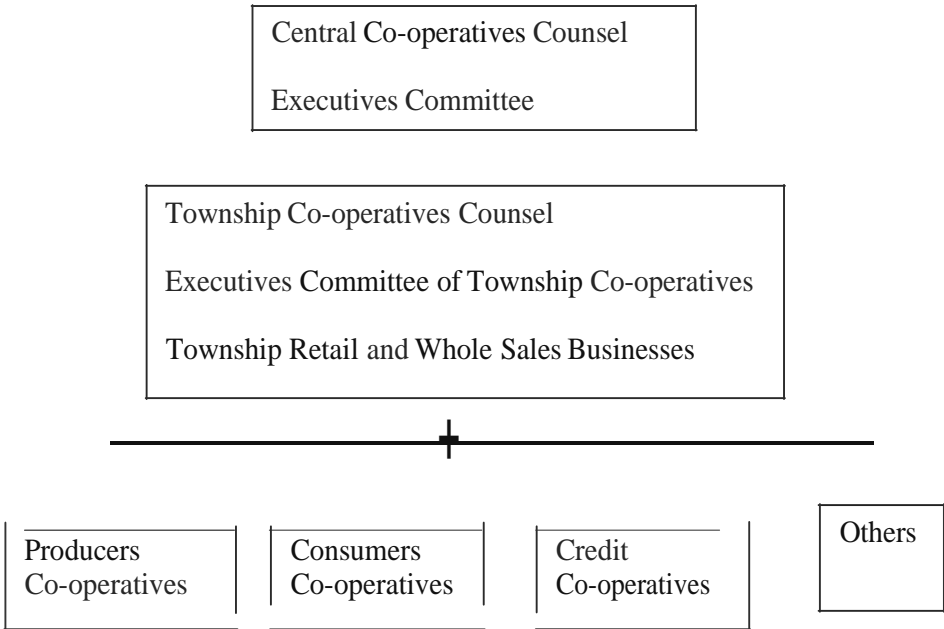 Central Co-operatives Counsel
Executives Committee
Township Co-operatives Counsel
Executives Committee of Township Co-operatives
Township Retail and Whole Sales Businesses
Producers
Co-operatives
Consumers
Co-operatives
Credit
Co-operatives
Others